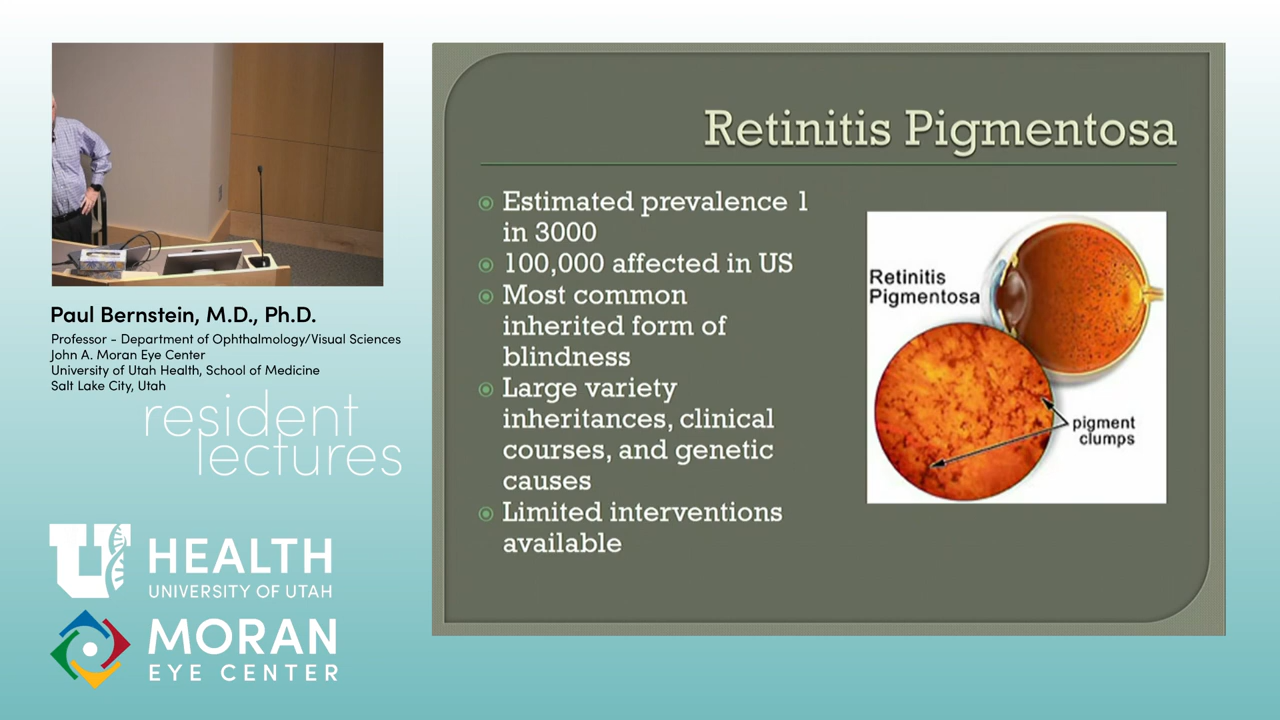 Paul Bernstein, M.D., Ph.D.
Professor - Department of Ophthalmology/Visual Sciences
John A. Moran Eye Center
University of Utah Health, School of Medicine
Salt Lake City, Utah
resident
lectures
U
HEALTH
UNIVERSITY OF UTAH
MORAN
EYE CENTER
Retinitis Pigmentosa
Estimated prevalence 1
in 3000
100,000 affected in US
Most common
inherited form of
blindness
Large variety
inheritances, clinical
courses, and genetic
causes
Limited interventions
available
Retinitis
Pigmentosa
pigment
clumps